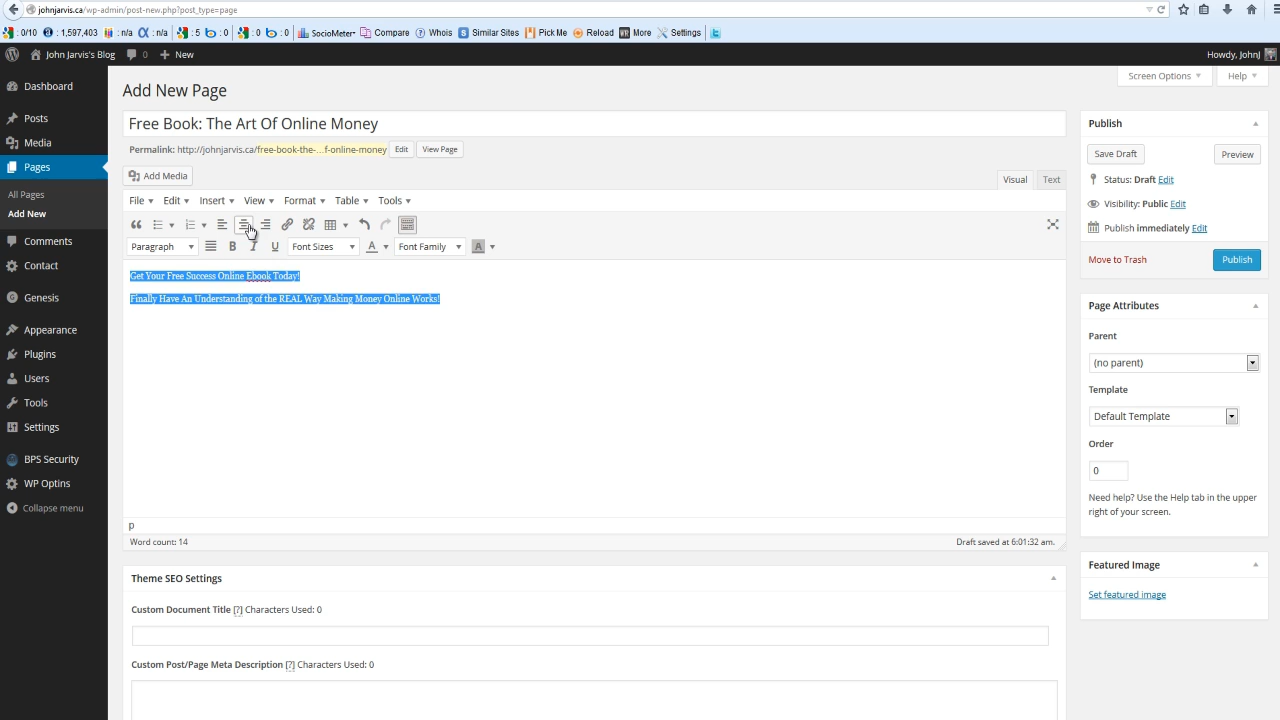 johnjarvis.ca/wp-admin/post-new.php?post_type=page
: 0/10 : 1,597,403 : n/a : n/a : 5 : 0 : 0 : 0 SocioMeter Compare Whois Similar Sites Pick Me Reload More Settings
John Jarvis's Blog 0 New Howdy, JohnJ
Screen Options Help
Add New Page
Free Book: The Art Of Online Money
Permalink: http://johnjarvis.ca/free-book-the-...f-online-money Edit View Page
Add Media
Visual Text
File Edit Insert View Format Table Tools
Paragraph B I U Font Sizes A Font Family A
Get Your Free Success Online Ebook Today!
Finally Have An Understanding of the REAL Way Making Money Online Works!
p
Word count: 14 Draft saved at 6:01:32 am.
Theme SEO Settings
Custom Document Title [?] Characters Used: 0
Custom Post/Page Meta Description [?] Characters Used: 0
Dashboard
Posts
Media
Pages
All Pages
Add New
Comments
Contact
Genesis
Appearance
Plugins
Users
Tools
Settings
BPS Security
WP Optins
Collapse menu
Publish
Save Draft Preview
Status: Draft Edit
Visibility: Public Edit
Publish immediately Edit
Move to Trash Publish
Page Attributes
Parent
(no parent)
Template
Default Template
Order
0
Need help? Use the Help tab in the upper
right of your screen.
Featured Image
Set featured image